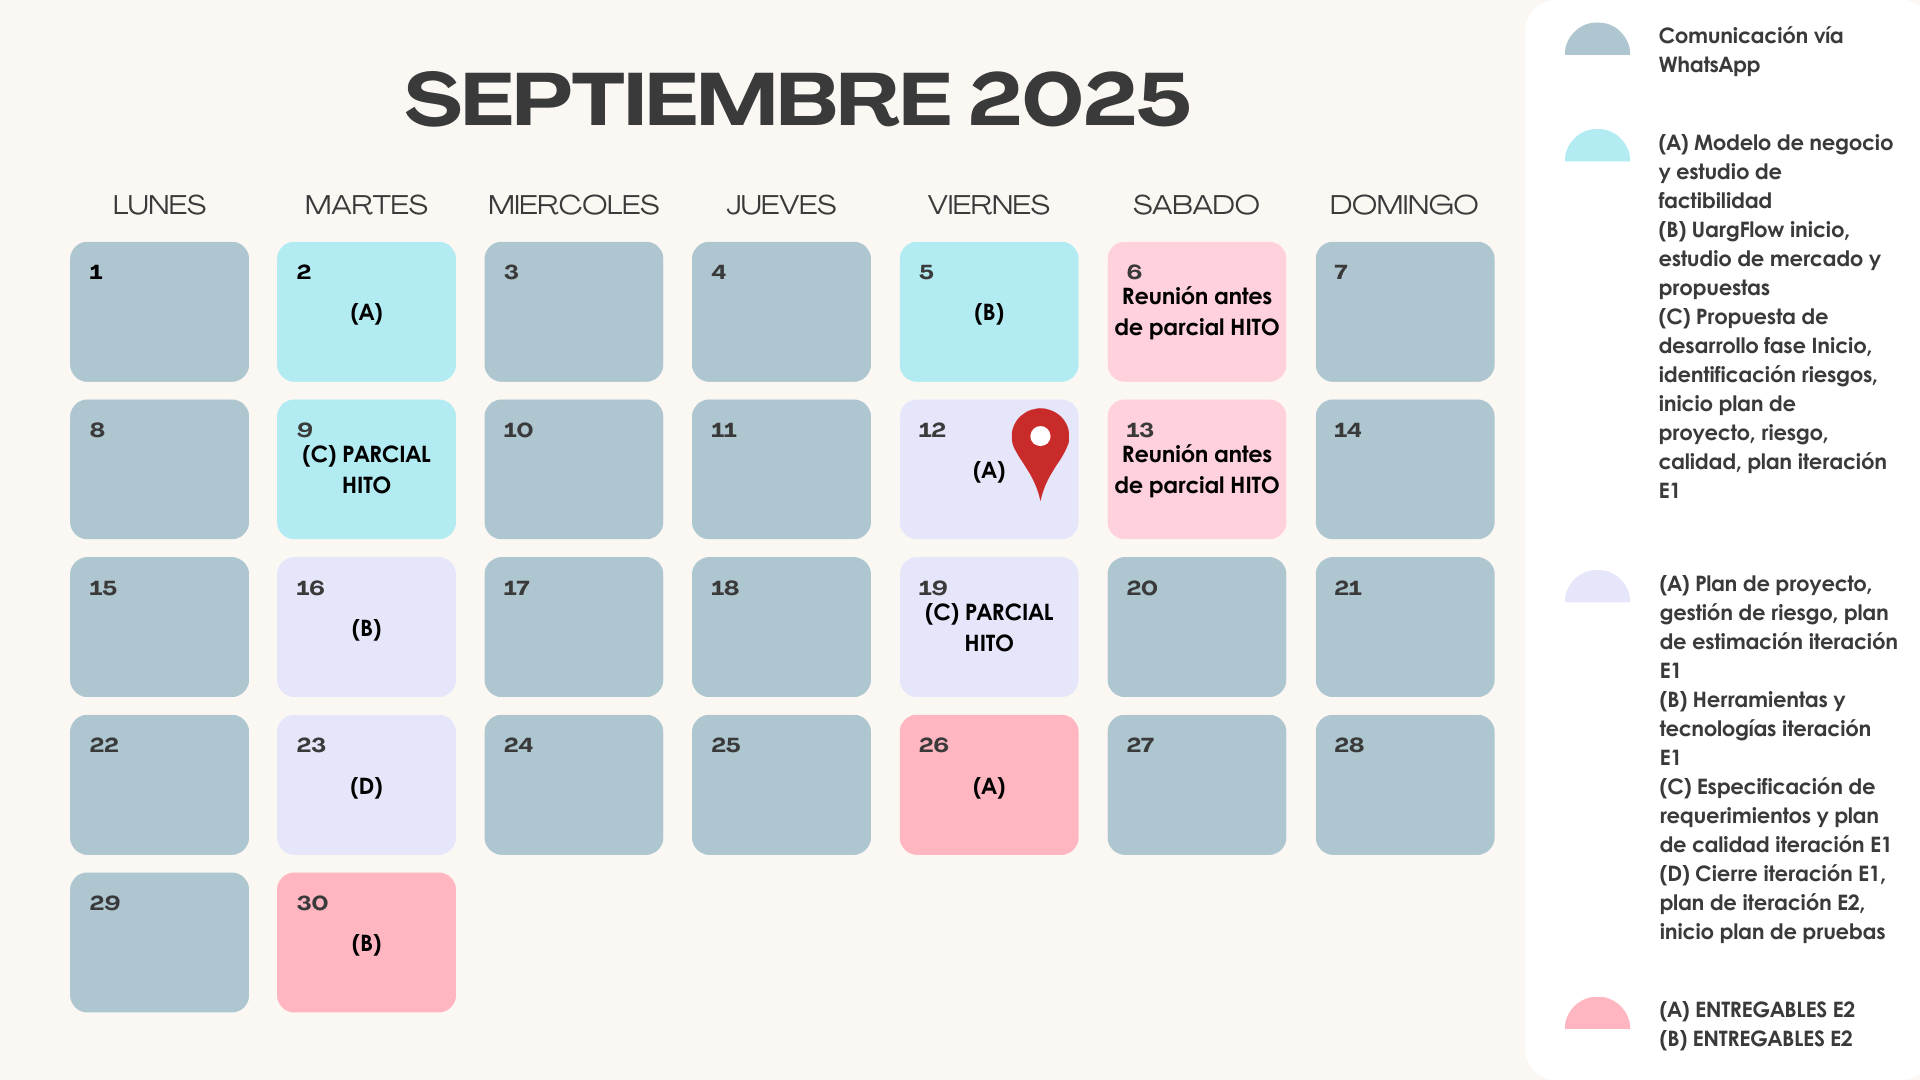 SEPTIEMBRE 2025
LUNES
MARTES
MIERCOLES
JUEVES
VIERNES
SABADO
DOMINGO
1
2
(A)
3
4
5
(B)
6
Reunión antes
de parcial HITO
7
8
9
(C) PARCIAL
HITO
10
11
12
(A)
13
Reunión antes
de parcial HITO
14
15
16
(B)
17
18
19
(C) PARCIAL
HITO
20
21
22
23
(D)
24
25
26
(A)
27
28
29
30
(B)
Comunicación vía
WhatsApp
(A) Modelo de negocio
y estudio de
factibilidad
(B) UargFlow inicio,
estudio de mercado y
propuestas
(C) Propuesta de
desarrollo fase Inicio,
identificación riesgos,
inicio plan de
proyecto, riesgo,
calidad, plan iteración
E1
(A) Plan de proyecto,
gestión de riesgo, plan
de estimación iteración
E1
(B) Herramientas y
tecnologías iteración
E1
(C) Especificación de
requerimientos y plan
de calidad iteración E1
(D) Cierre iteración E1,
plan de iteración E2,
inicio plan de pruebas
(A) ENTREGABLES E2
(B) ENTREGABLES E2